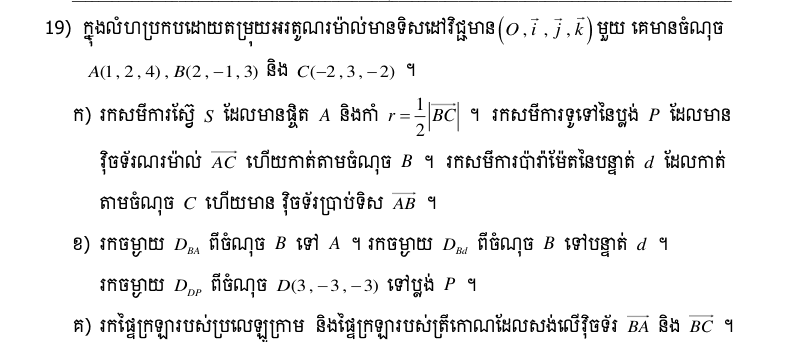 19) ក្នុងលំហប្រកបដោយតម្រុយអរតូណរម៉ាល់មានទិសដៅវិជ្ជមាន (O, i⃗, j⃗, k⃗) មួយ គេមានចំណុច
A(1, 2, 4), B(2, −1, 3) និង C(−2, 3, −2) ។
ក) រកសមីការស្វ៊ែ S ដែលមានផ្ចិត A និងកាំ r = 1/2 |BC⃗| ។ រកសមីការទូទៅនៃប្លង់ P ដែលមាន
វ៉ិចទ័រណរម៉ាល់ AC⃗ ហើយកាត់តាមចំណុច B ។ រកសមីការប៉ារ៉ាម៉ែតនៃបន្ទាត់ d ដែលកាត់
តាមចំណុច C ហើយមាន វ៉ិចទ័រប្រាប់ទិស AB⃗ ។
ខ) រកចម្ងាយ D_BA ពីចំណុច B ទៅ A ។ រកចម្ងាយ D_Bd ពីចំណុច B ទៅបន្ទាត់ d ។
រកចម្ងាយ D_DP ពីចំណុច D(3, −3, −3) ទៅប្លង់ P ។
គ) រកផ្ទៃក្រឡារបស់ប្រលេឡូក្រាម និងផ្ទៃក្រឡារបស់ត្រីកោណដែលសង់លើវ៉ិចទ័រ BA⃗ និង BC⃗ ។